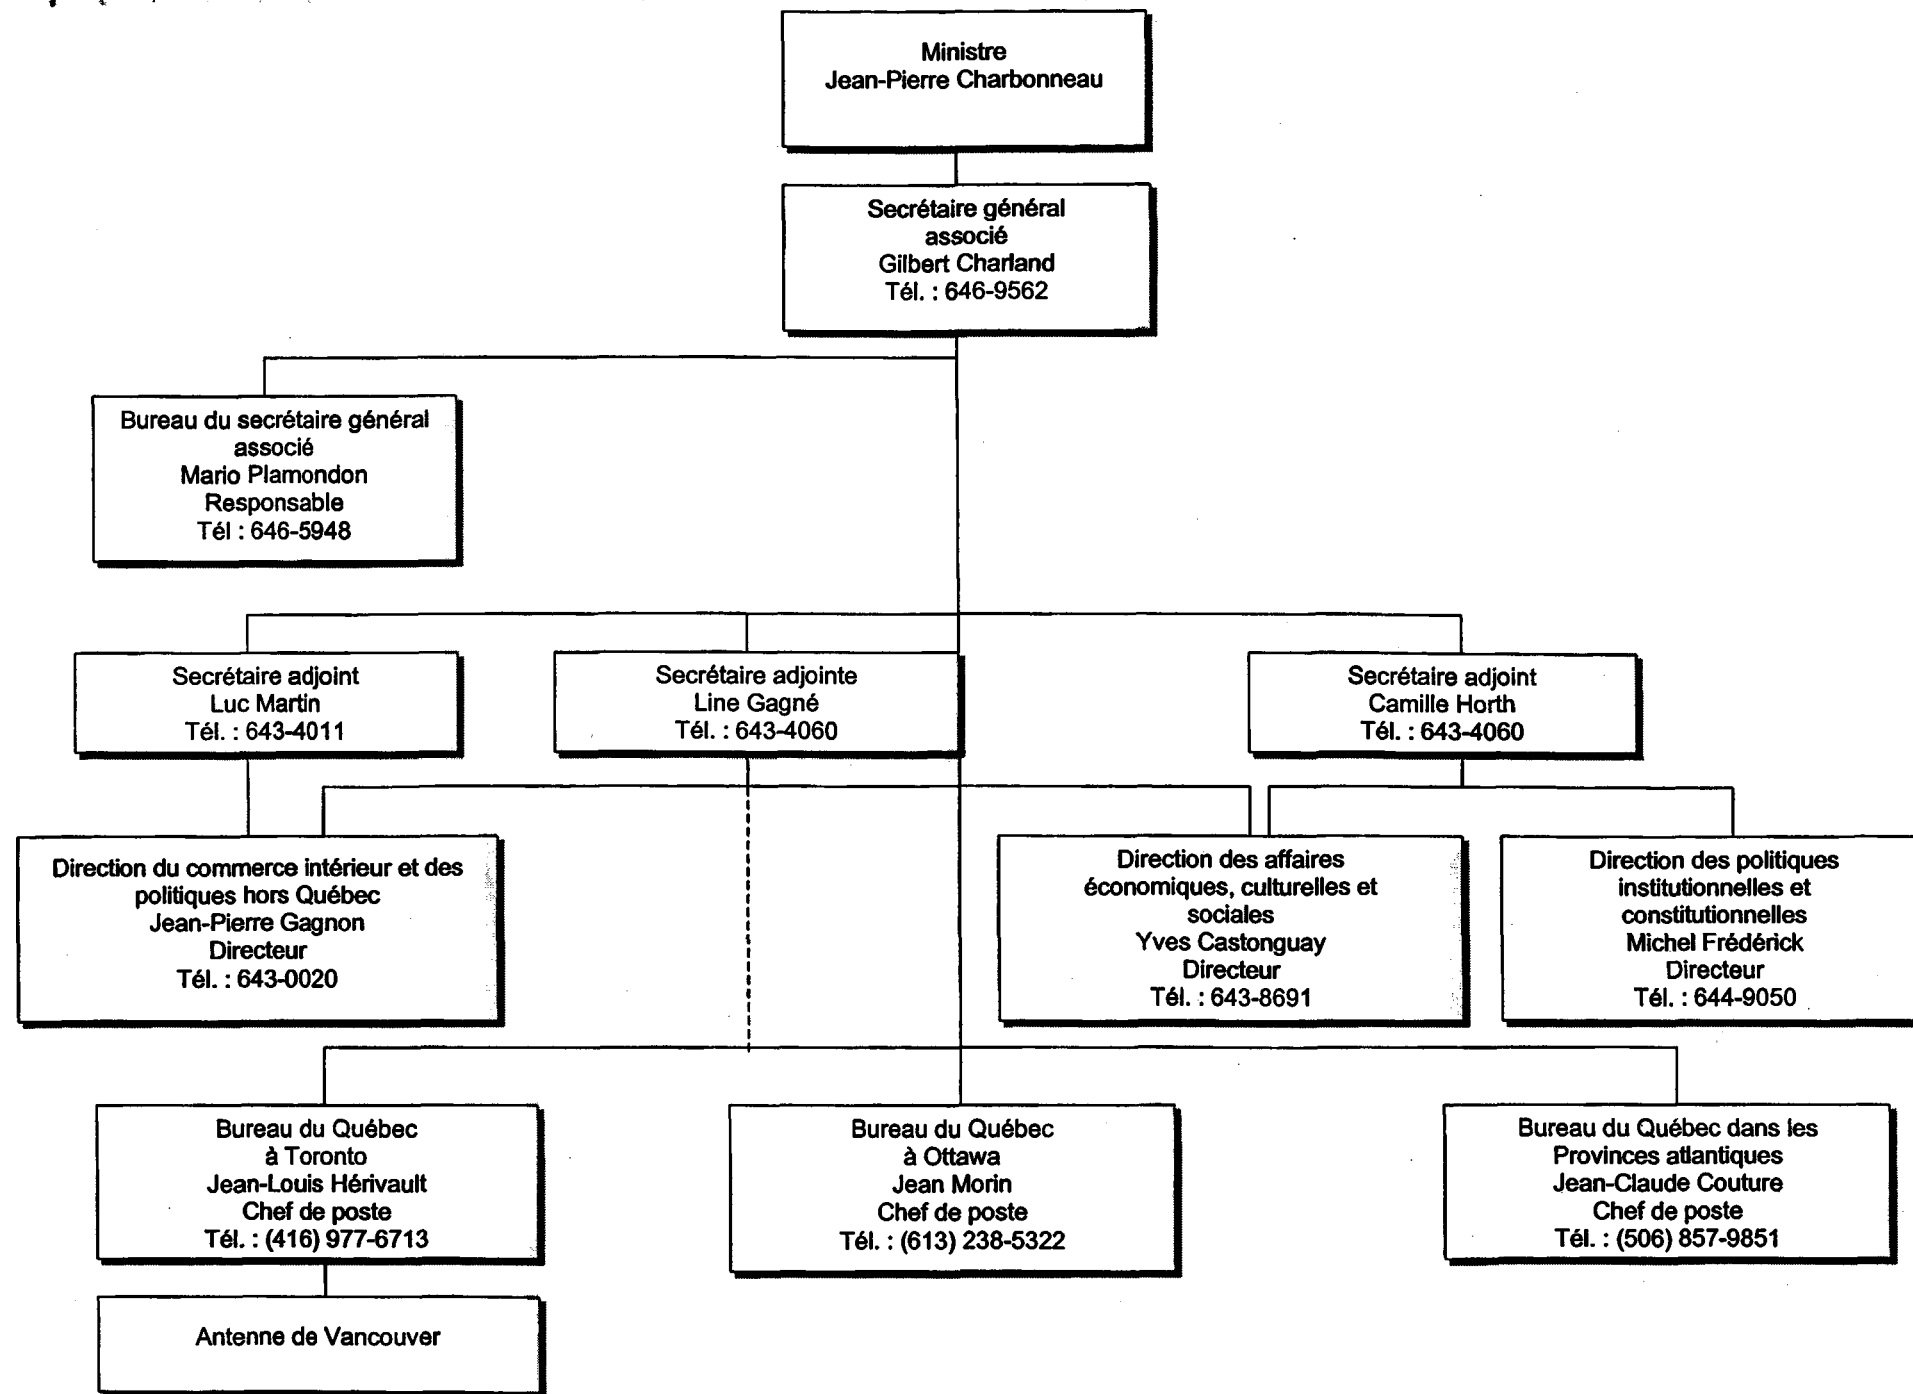 Ministre
Jean-Pierre Charbonneau
Secrétaire général
associé
Gilbert Charland
Tél. : 646-9562
Bureau du secrétaire général
associé
Mario Plamondon
Responsable
Tél : 646-5948
Secrétaire adjoint
Luc Martin
Tél. : 643-4011
Secrétaire adjointe
Line Gagné
Tél. : 643-4060
Secrétaire adjoint
Camille Horth
Tél. : 643-4060
Direction du commerce intérieur et des
politiques hors Québec
Jean-Pierre Gagnon
Directeur
Tél. : 643-0020
Direction des affaires
économiques, culturelles et
sociales
Yves Castonguay
Directeur
Tél. : 643-8691
Direction des politiques
institutionnelles et
constitutionnelles
Michel Frédérick
Directeur
Tél. : 644-9050
Bureau du Québec
à Toronto
Jean-Louis Hérivault
Chef de poste
Tél. : (416) 977-6713
Bureau du Québec
à Ottawa
Jean Morin
Chef de poste
Tél. : (613) 238-5322
Bureau du Québec dans les
Provinces atlantiques
Jean-Claude Couture
Chef de poste
Tél. : (506) 857-9851
Antenne de Vancouver